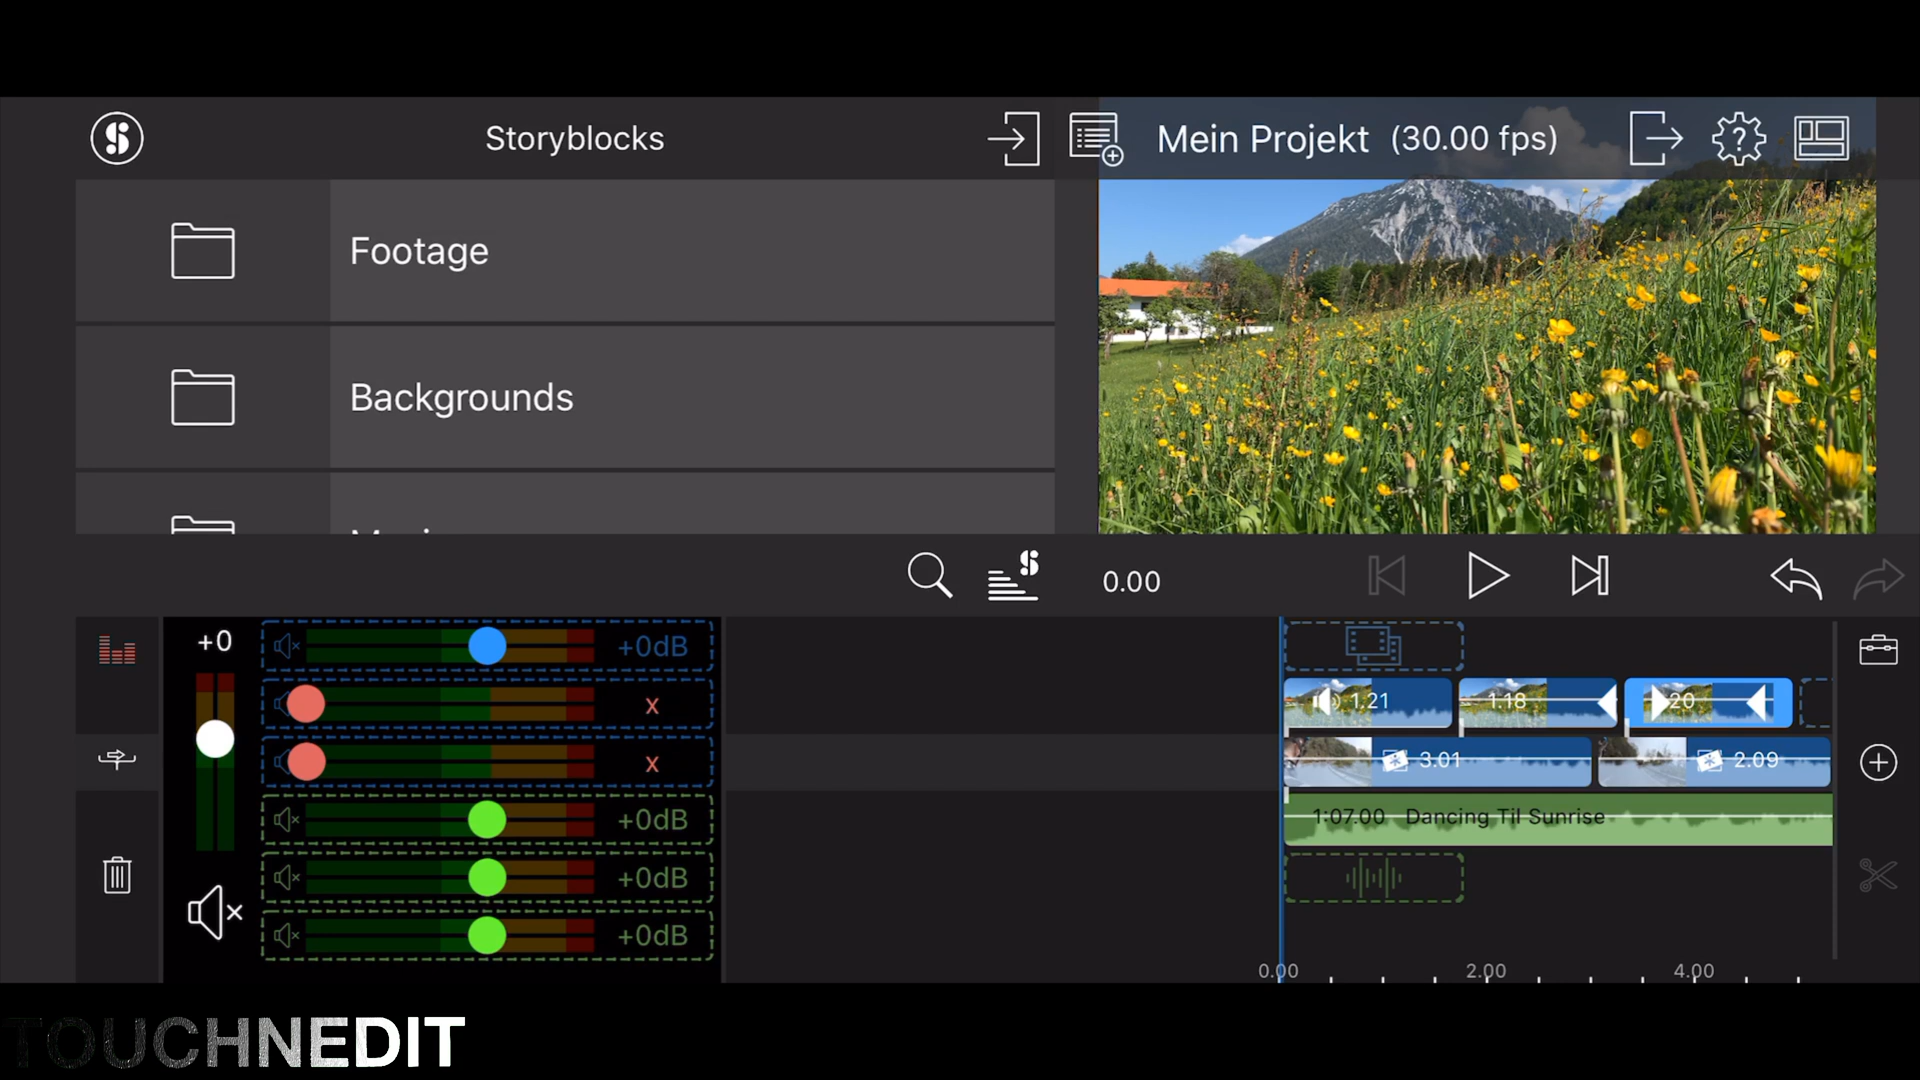 Storyblocks
Mein Projekt (30.00 fps)
Footage
Backgrounds
0.00
+0
+0dB
x
x
+0dB
+0dB
+0dB
1.21
1.18
20
3.01
2.09
1:07.00 Dancing Til Sunrise
0.00
2.00
4.00
TOUCHNEDIT